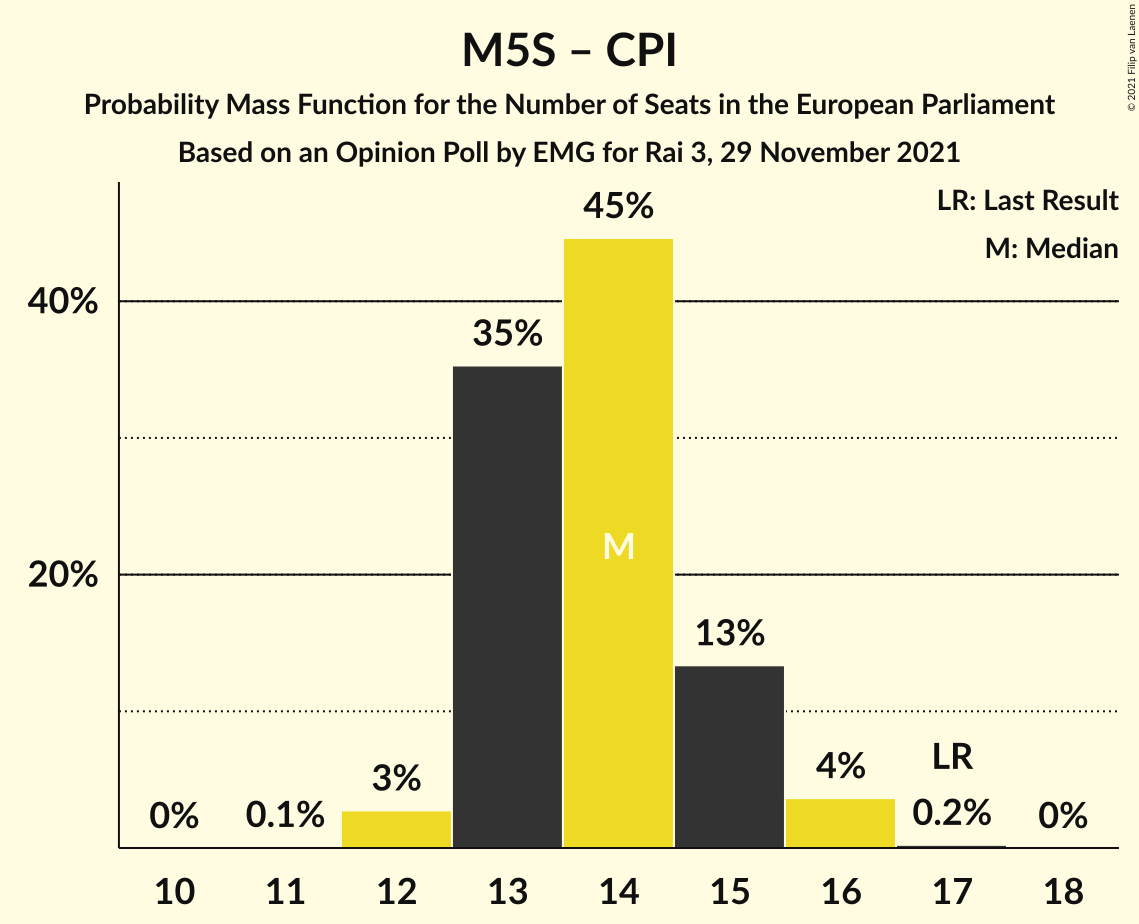 M5S – CPI
Probability Mass Function for the Number of Seats in the European Parliament
Based on an Opinion Poll by EMG for Rai 3, 29 November 2021
© 2021 Filip van Laenen
LR: Last Result
M: Median
40%
20%
0%
0.1%
3%
35%
45%
M
13%
4%
LR
0.2%
0%
10 11 12 13 14 15 16 17 18